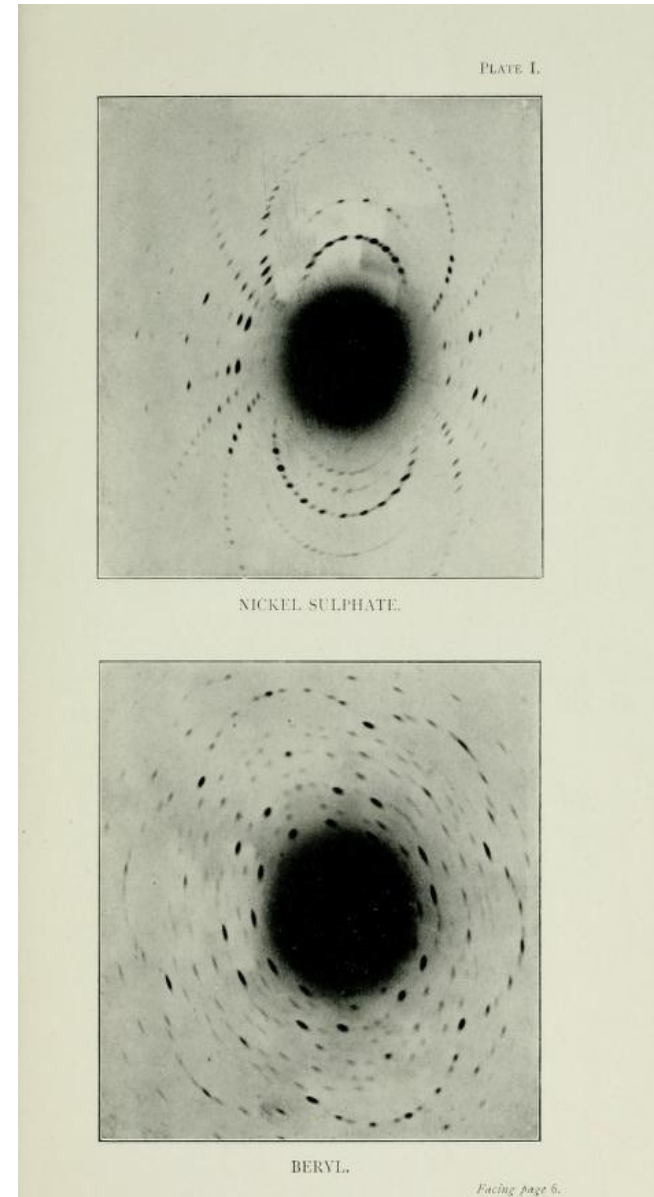 PLATE I.
NICKEL SULPHATE.
BERYL.
Facing page 6.